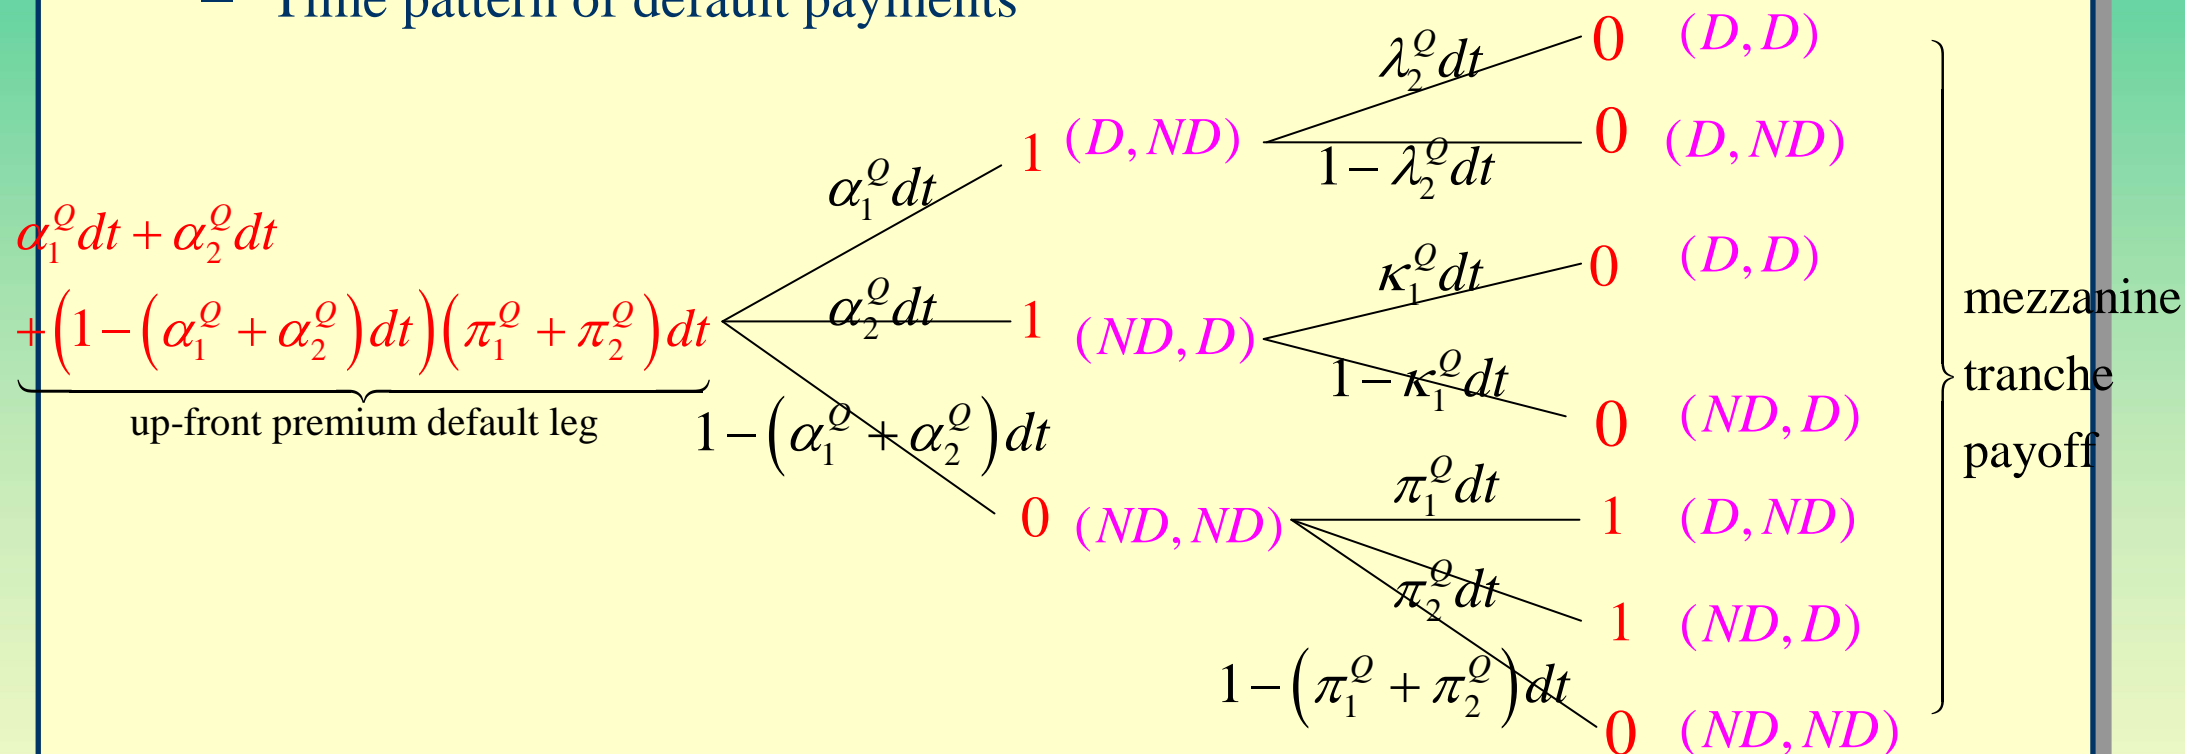 – Time pattern of default payments
λ₂^Q dt
0 (D, D)
1 (D, ND)
1 − λ₂^Q dt
0 (D, ND)
α₁^Q dt
α₁^Q dt + α₂^Q dt
+(1 − (α₁^Q + α₂^Q) dt)(π₁^Q + π₂^Q) dt
up-front premium default leg
α₂^Q dt
1 (ND, D)
κ₁^Q dt
0 (D, D)
1 − κ₁^Q dt
0 (ND, D)
1 − (α₁^Q + α₂^Q) dt
0 (ND, ND)
π₁^Q dt
1 (D, ND)
π₂^Q dt
1 (ND, D)
1 − (π₁^Q + π₂^Q) dt
0 (ND, ND)
mezzanine
tranche
payoff